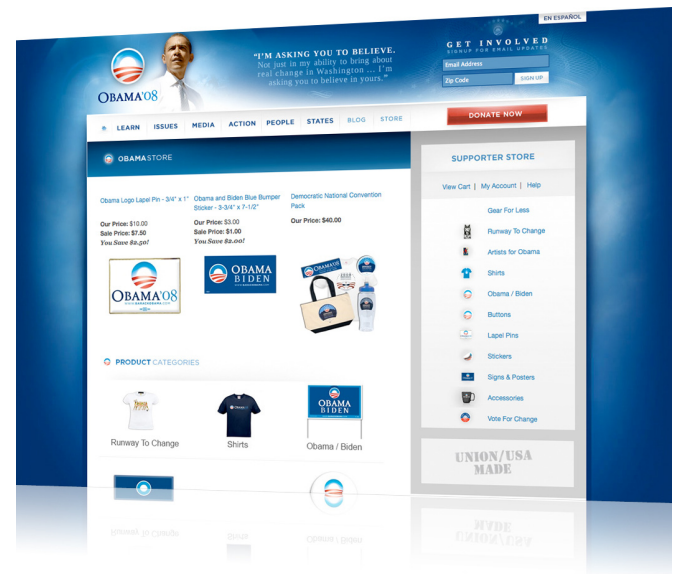 EN ESPAÑOL
OBAMA'08
"I'M ASKING YOU TO BELIEVE.
Not just in my ability to bring about
real change in Washington ... I'm
asking you to believe in yours."
GET INVOLVED
SIGNUP FOR EMAIL UPDATES
Email Address
Zip Code
SIGN UP
LEARN
ISSUES
MEDIA
ACTION
PEOPLE
STATES
BLOG
STORE
DONATE NOW
OBAMASTORE
Obama Logo Lapel Pin - 3/4" x 1"
Our Price: $10.00
Sale Price: $7.50
You Save $2.50!
OBAMA'08
WWW.BARACKOBAMA.COM
Obama and Biden Blue Bumper
Sticker - 3-3/4" x 7-1/2"
Our Price: $3.00
Sale Price: $1.00
You Save $2.00!
OBAMA
BIDEN
Democratic National Convention
Pack
Our Price: $40.00
OBAMA'08
PRODUCT CATEGORIES
Runway To Change
Shirts
OBAMA
BIDEN
Obama / Biden
SUPPORTER STORE
View Cart | My Account | Help
Gear For Less
Runway To Change
Artists for Obama
Shirts
Obama / Biden
Buttons
Lapel Pins
Stickers
Signs & Posters
Accessories
Vote For Change
UNION/USA
MADE